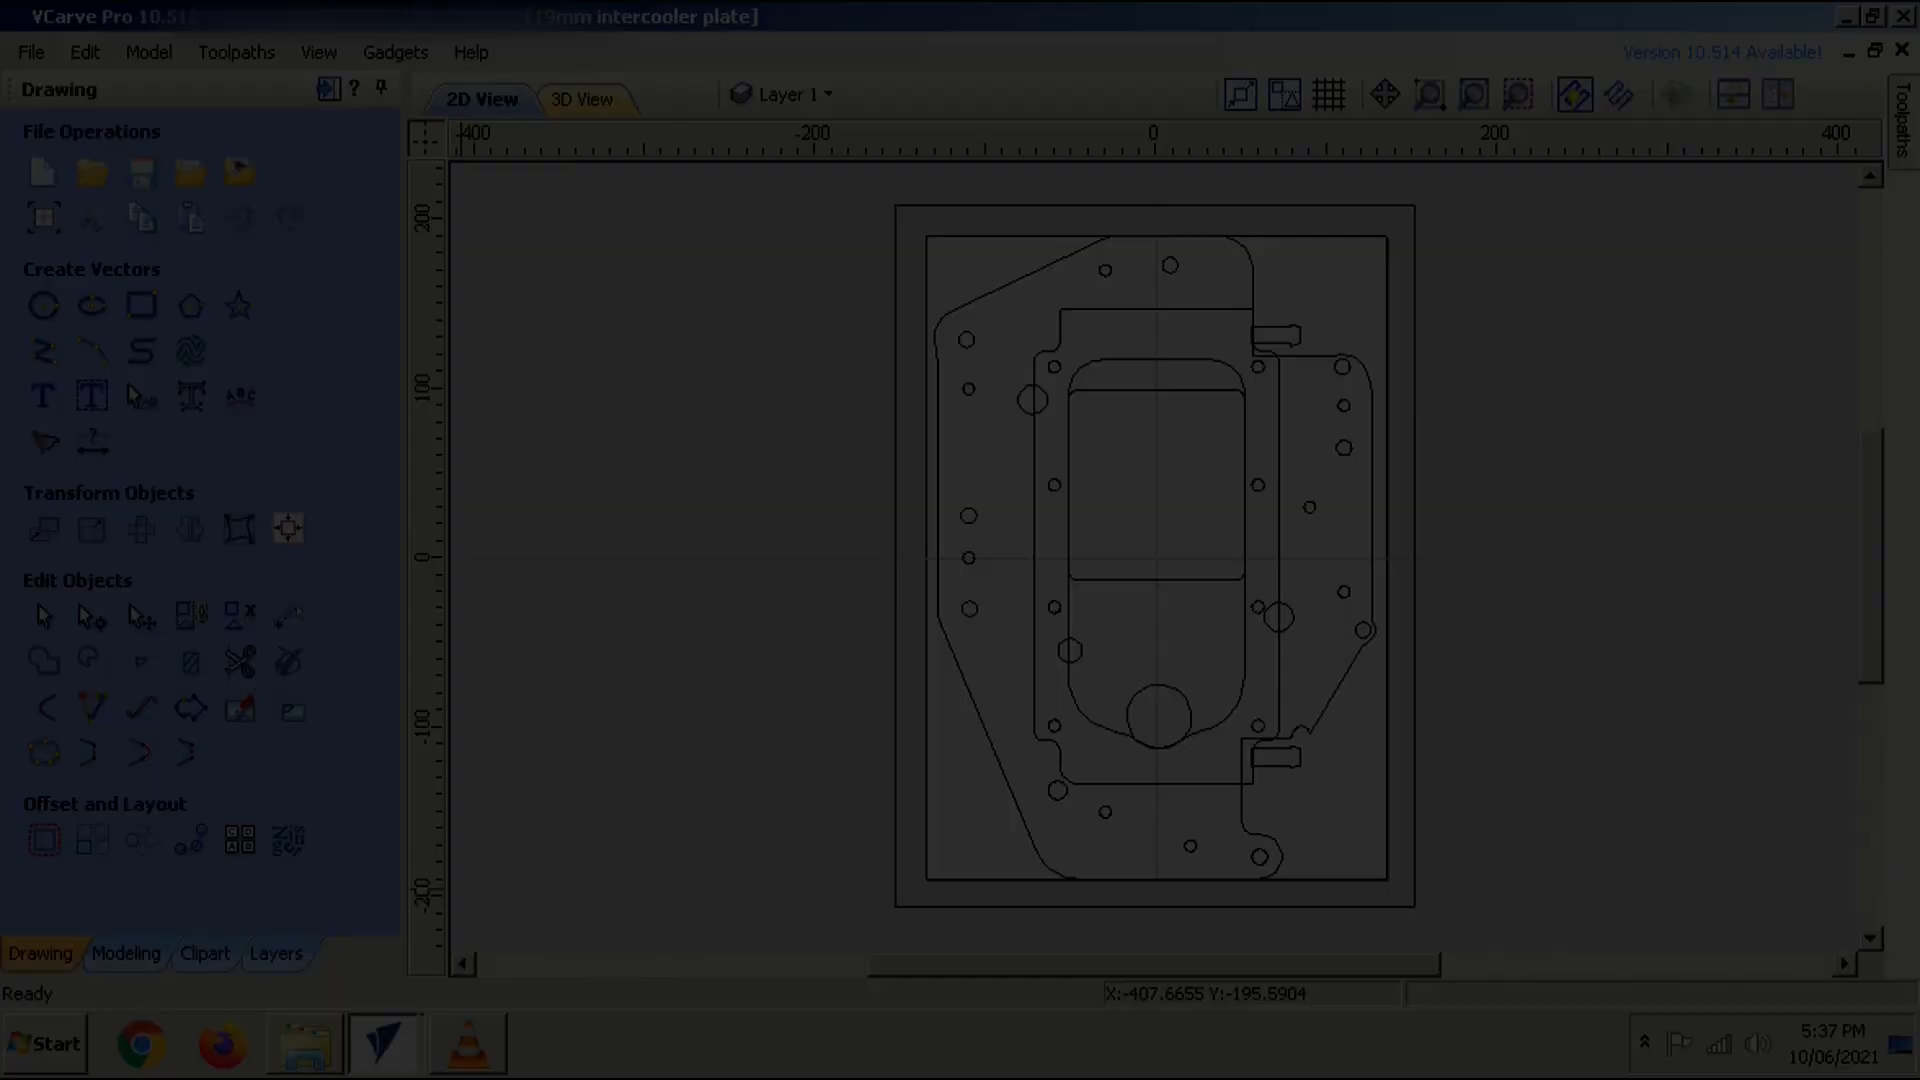 VCarve Pro 10.51 19mm intercooler plate]
File Edit Model Toolpaths View Gadgets Help
Version 10.514 Available!
Drawing
?
2D View 3D View
Layer 1
Toolpaths
-400 -200 0 200 400
File Operations
200
Create Vectors
100
Transform Objects
0
Edit Objects
-100
Offset and Layout
-200
Drawing Modeling Clipart Layers
Ready
X:-407.6655 Y:-195.5904
Start
5:37 PM
10/06/2021